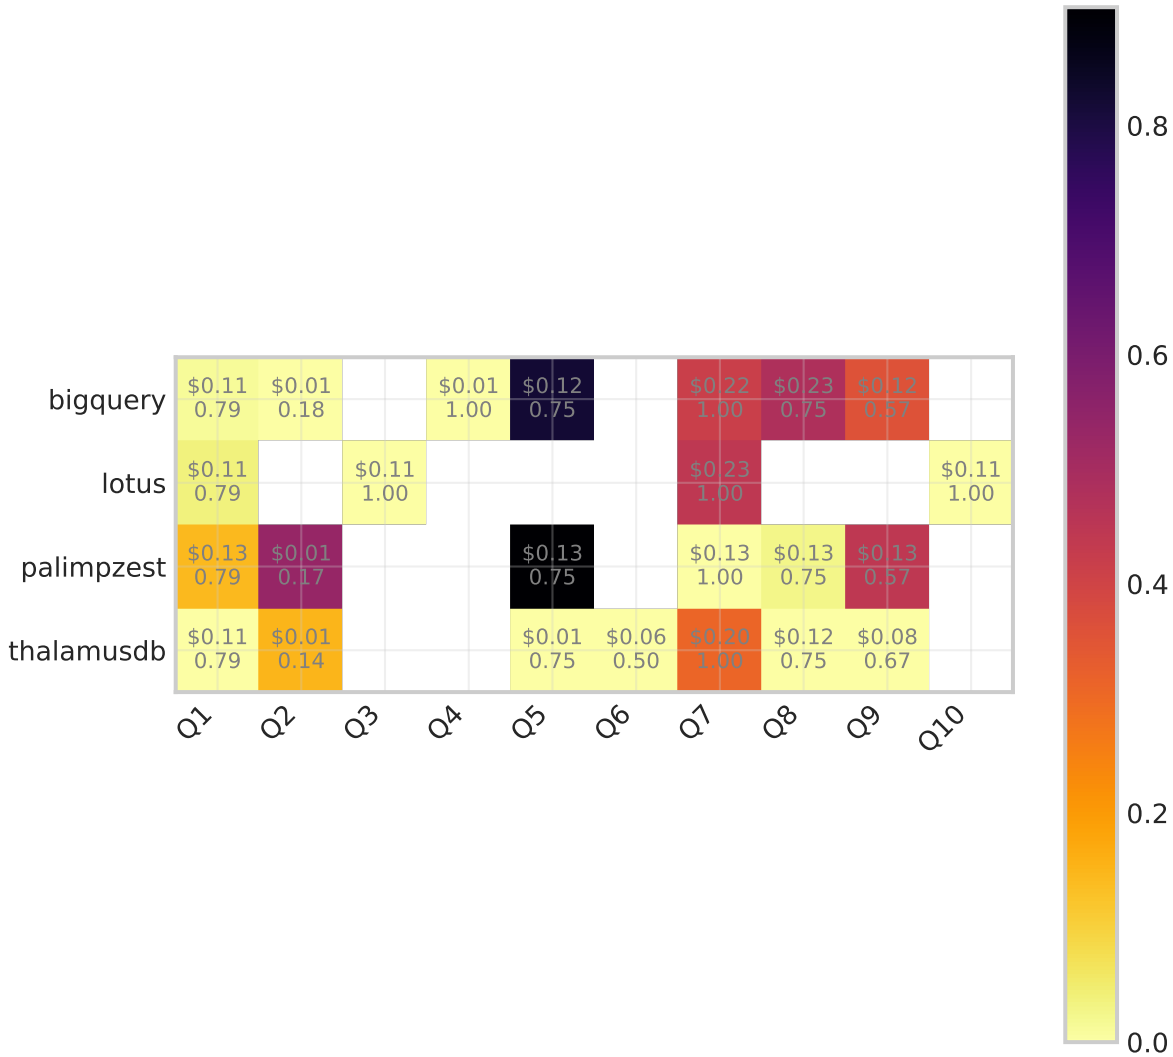 0.8
0.6
0.4
0.2
0.0
bigquery
$0.11 $0.01 $0.01 $0.12 $0.22 $0.23 $0.12
0.79 0.18 1.00 0.75 1.00 0.75 0.57
lotus
$0.11 $0.11 $0.23 $0.11
0.79 1.00 1.00 1.00
palimpzest
$0.13 $0.01 $0.13 $0.13 $0.13 $0.13
0.79 0.17 0.75 1.00 0.75 0.57
thalamusdb
$0.11 $0.01 $0.01 $0.06 $0.20 $0.12 $0.08
0.79 0.14 0.75 0.50 1.00 0.75 0.67
Q1 Q2 Q3 Q4 Q5 Q6 Q7 Q8 Q9 Q10